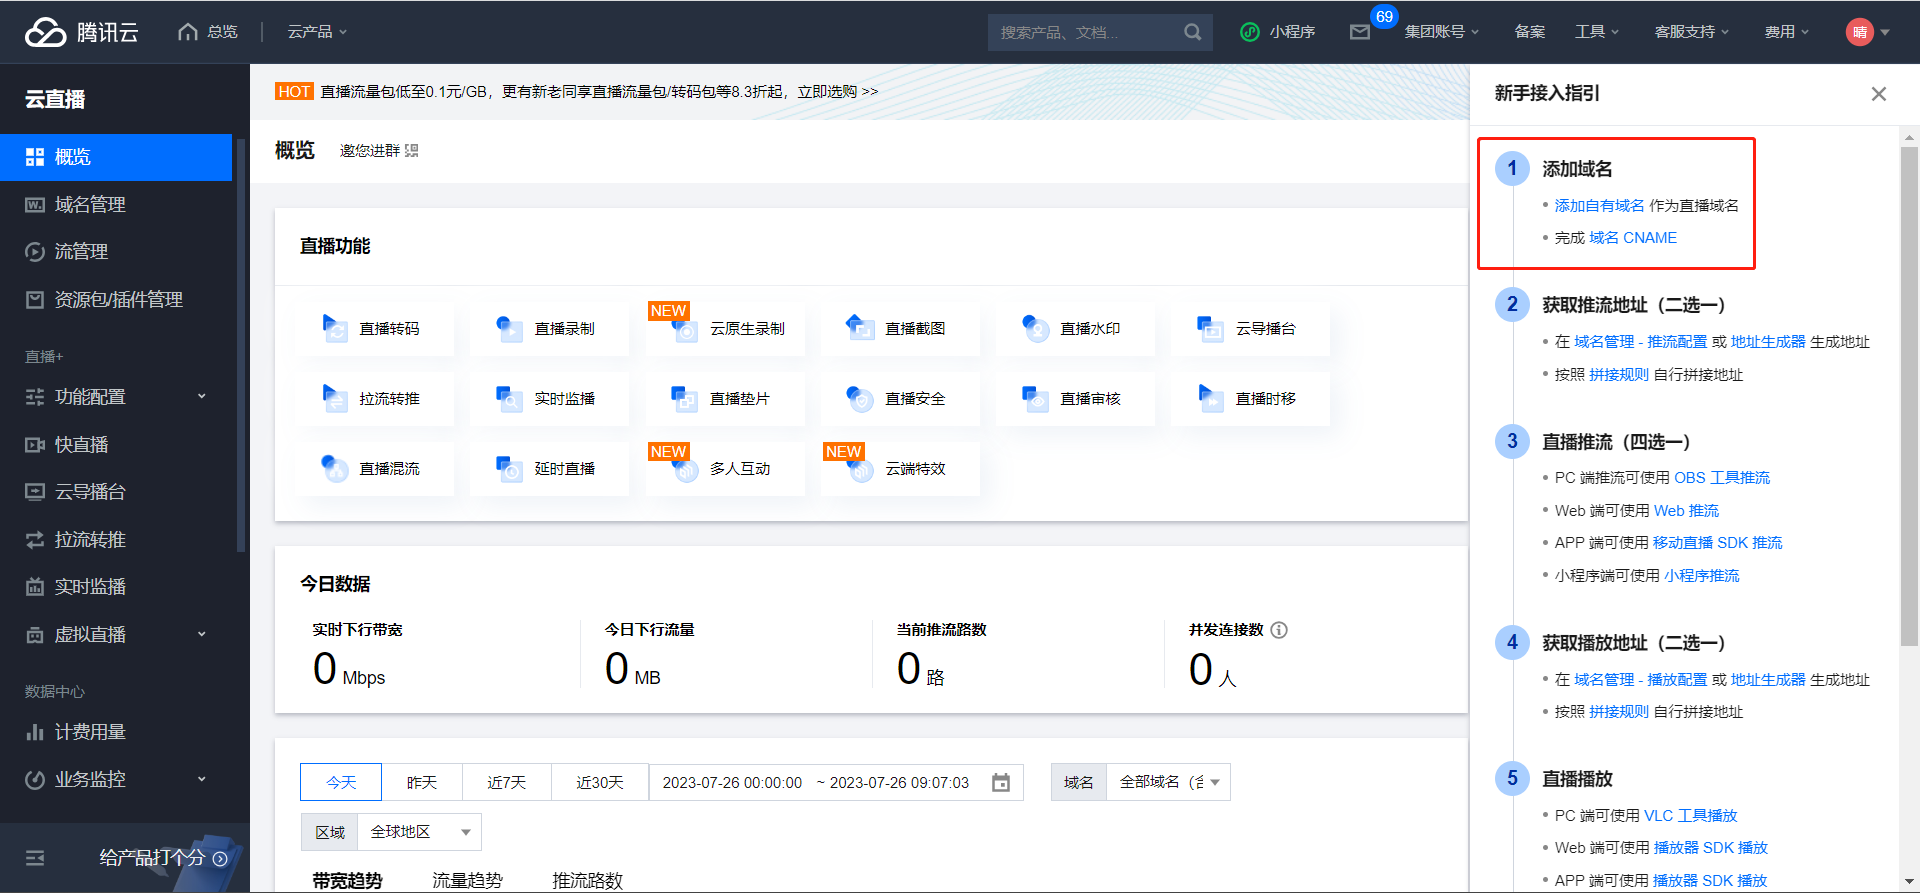 腾讯云
总览
云产品
搜索产品、文档...
小程序
69
集团账号
备案
工具
客服支持
费用
晴
云直播
概览
域名管理
流管理
资源包/插件管理
直播+
功能配置
快直播
云导播台
拉流转推
实时监播
虚拟直播
数据中心
计费用量
业务监控
给产品打个分
HOT 直播流量包低至0.1元/GB，更有新老同享直播流量包/转码包等8.3折起，立即选购 >>
概览
邀您进群
直播功能
直播转码
直播录制
NEW
云原生录制
直播截图
直播水印
云导播台
拉流转推
实时监播
直播垫片
直播安全
直播审核
直播时移
直播混流
延时直播
NEW
多人互动
NEW
云端特效
今日数据
实时下行带宽
0 Mbps
今日下行流量
0 MB
当前推流路数
0 路
并发连接数
0 人
今天
昨天
近7天
近30天
2023-07-26 00:00:00 ~ 2023-07-26 09:07:03
域名
全部域名（
区域
全球地区
带宽趋势
流量趋势
推流路数
新手接入指引
1 添加域名
添加自有域名 作为直播域名
完成 域名 CNAME
2 获取推流地址（二选一）
在 域名管理 - 推流配置 或 地址生成器 生成地址
按照 拼接规则 自行拼接地址
3 直播推流（四选一）
PC 端推流可使用 OBS 工具推流
Web 端可使用 Web 推流
APP 端可使用 移动直播 SDK 推流
小程序端可使用 小程序推流
4 获取播放地址（二选一）
在 域名管理 - 播放配置 或 地址生成器 生成地址
按照 拼接规则 自行拼接地址
5 直播播放
PC 端可使用 VLC 工具播放
Web 端可使用 播放器 SDK 播放
APP 端可使用 播放器 SDK 播放